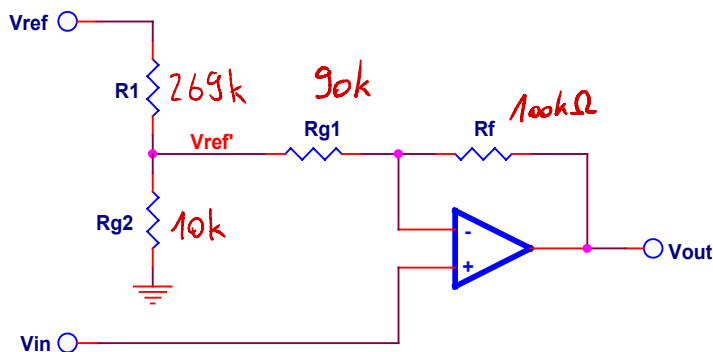 Vref
R1 269k
90k
Rg1
100kΩ
Rf
Vref'
Rg2 10k
-
+
Vout
Vin